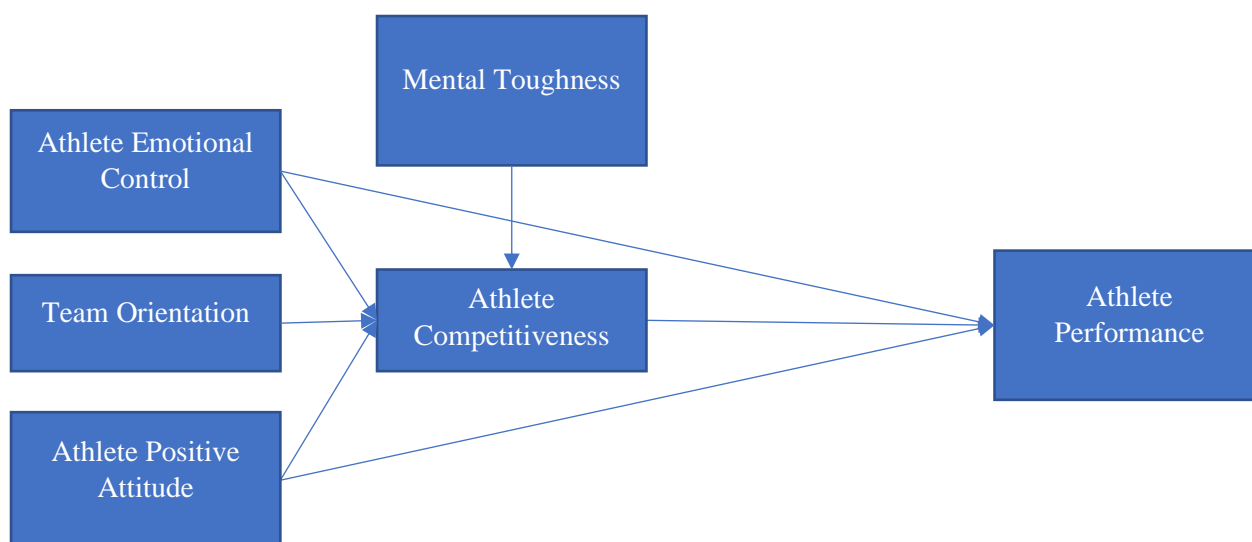 Mental Toughness
Athlete Emotional
Control
Team Orientation
Athlete
Competitiveness
Athlete
Performance
Athlete Positive
Attitude